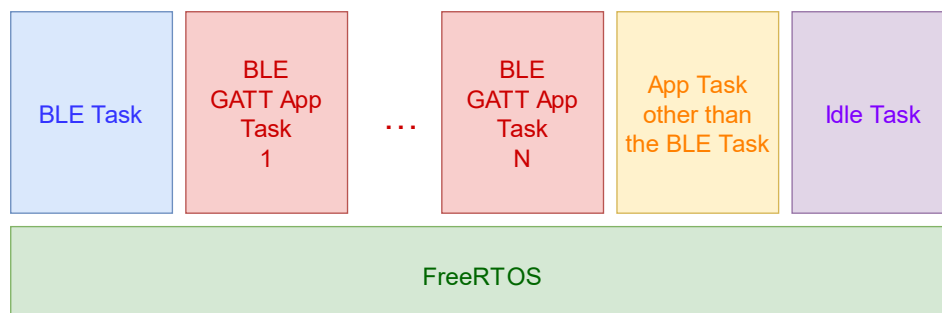 BLE Task
BLE
GATT App
Task
1
...
BLE
GATT App
Task
N
App Task
other than
the BLE Task
Idle Task
FreeRTOS